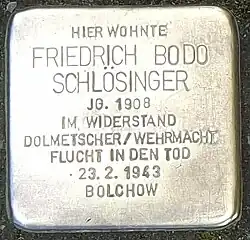 HIER WOHNTE
FRIEDRICH BODO
SCHLÖSINGER
JG. 1908
IM WIDERSTAND
DOLMETSCHER/WEHRMACHT
FLUCHT IN DEN TOD
23.2.1943
BOLCHOW